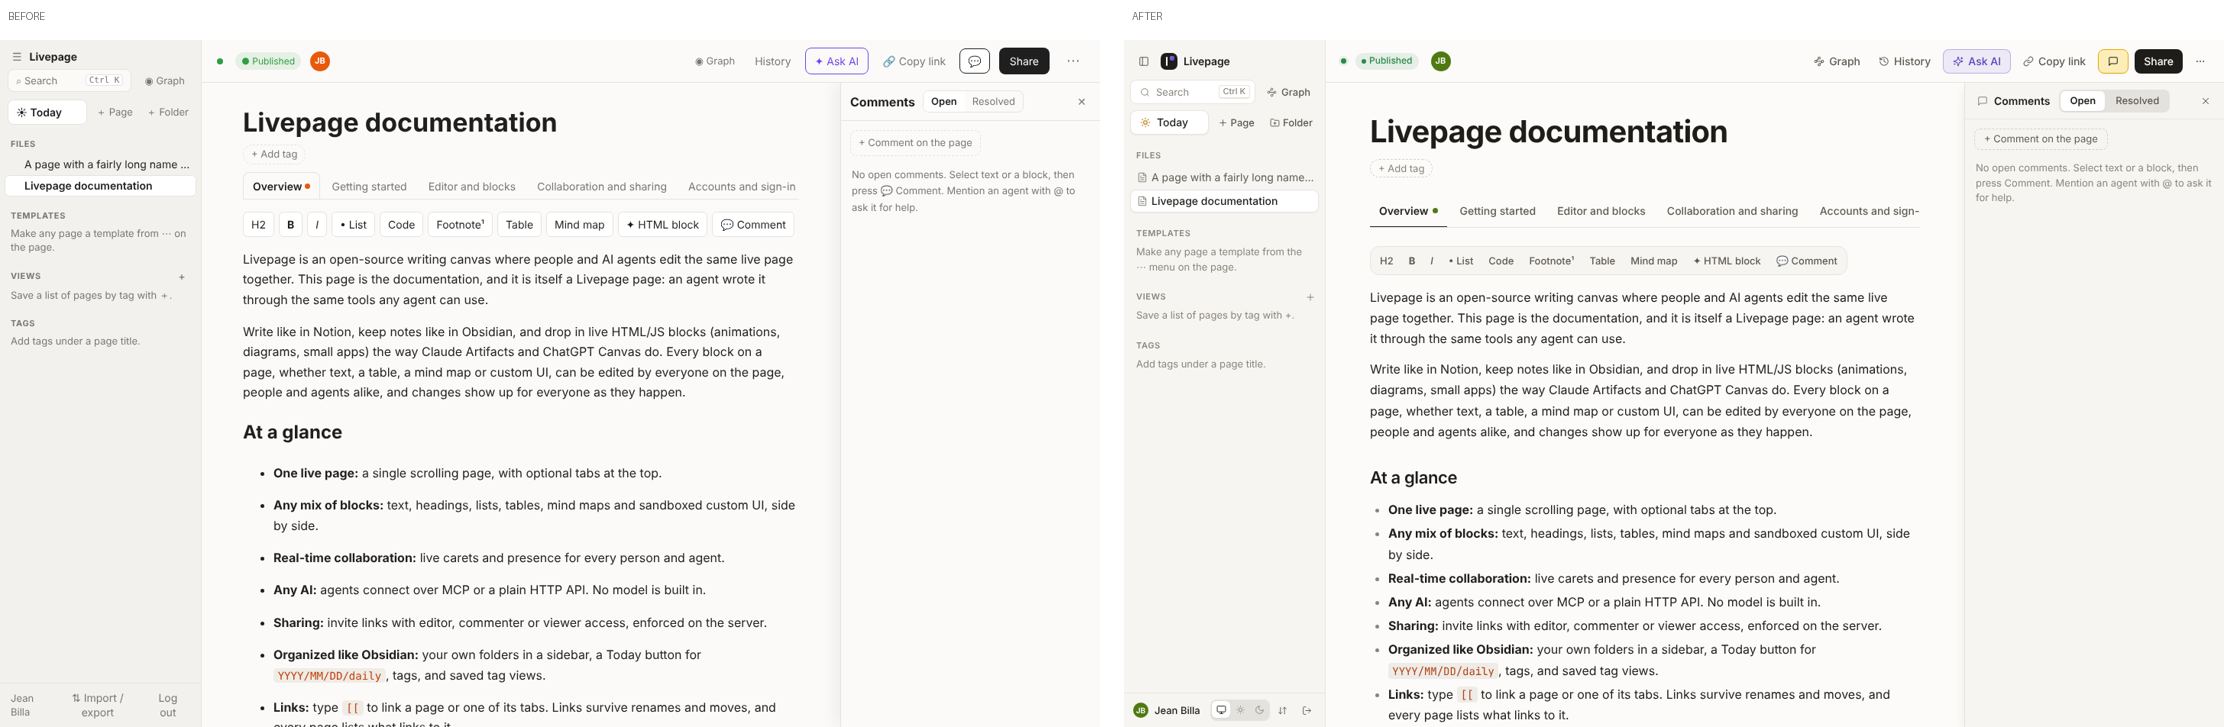 BEFORE
Livepage
Search Ctrl K Graph
Today + Page + Folder
FILES
A page with a fairly long name ...
Livepage documentation
TEMPLATES
Make any page a template from ··· on
the page.
VIEWS +
Save a list of pages by tag with +.
TAGS
Add tags under a page title.
Jean
Billa
Import /
export
Log
out
Published JB Graph History Ask AI Copy link Share ···
Livepage documentation
+ Add tag
Overview Getting started Editor and blocks Collaboration and sharing Accounts and sign-in
H2 B I • List Code Footnote¹ Table Mind map ✦ HTML block 💬 Comment
Livepage is an open-source writing canvas where people and AI agents edit the same live page
together. This page is the documentation, and it is itself a Livepage page: an agent wrote it
through the same tools any agent can use.
Write like in Notion, keep notes like in Obsidian, and drop in live HTML/JS blocks (animations,
diagrams, small apps) the way Claude Artifacts and ChatGPT Canvas do. Every block on a
page, whether text, a table, a mind map or custom UI, can be edited by everyone on the page,
people and agents alike, and changes show up for everyone as they happen.
At a glance
• One live page: a single scrolling page, with optional tabs at the top.
• Any mix of blocks: text, headings, lists, tables, mind maps and sandboxed custom UI, side
by side.
• Real-time collaboration: live carets and presence for every person and agent.
• Any AI: agents connect over MCP or a plain HTTP API. No model is built in.
• Sharing: invite links with editor, commenter or viewer access, enforced on the server.
• Organized like Obsidian: your own folders in a sidebar, a Today button for
YYYY/MM/DD/daily , tags, and saved tag views.
• Links: type [[ to link a page or one of its tabs. Links survive renames and moves, and
every page lists what links to it.
Comments Open Resolved ×
+ Comment on the page
No open comments. Select text or a block, then
press 💬 Comment. Mention an agent with @ to
ask it for help.
AFTER
Livepage
Search Ctrl K Graph
Today + Page Folder
FILES
A page with a fairly long name...
Livepage documentation
TEMPLATES
Make any page a template from the
··· menu on the page.
VIEWS +
Save a list of pages by tag with +.
TAGS
Add tags under a page title.
JB Jean Billa
Published JB Graph History Ask AI Copy link Share ···
Livepage documentation
+ Add tag
Overview Getting started Editor and blocks Collaboration and sharing Accounts and sign-
H2 B I • List Code Footnote¹ Table Mind map ✦ HTML block 💬 Comment
Livepage is an open-source writing canvas where people and AI agents edit the same live
page together. This page is the documentation, and it is itself a Livepage page: an agent wrote
it through the same tools any agent can use.
Write like in Notion, keep notes like in Obsidian, and drop in live HTML/JS blocks (animations,
diagrams, small apps) the way Claude Artifacts and ChatGPT Canvas do. Every block on a
page, whether text, a table, a mind map or custom UI, can be edited by everyone on the page,
people and agents alike, and changes show up for everyone as they happen.
At a glance
• One live page: a single scrolling page, with optional tabs at the top.
• Any mix of blocks: text, headings, lists, tables, mind maps and sandboxed custom UI, side
by side.
• Real-time collaboration: live carets and presence for every person and agent.
• Any AI: agents connect over MCP or a plain HTTP API. No model is built in.
• Sharing: invite links with editor, commenter or viewer access, enforced on the server.
• Organized like Obsidian: your own folders in a sidebar, a Today button for
YYYY/MM/DD/daily , tags, and saved tag views.
• Links: type [[ to link a page or one of its tabs. Links survive renames and moves, and
every page lists what links to it.
Comments Open Resolved ×
+ Comment on the page
No open comments. Select text or a block, then
press Comment. Mention an agent with @ to ask it
for help.